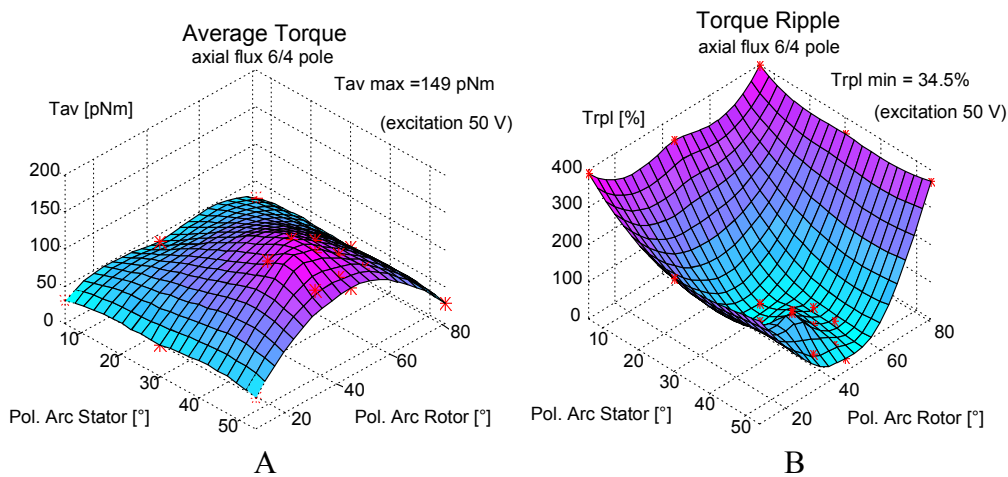 Average Torque
axial flux 6/4 pole
Tav max =149 pNm
(excitation 50 V)
Tav [pNm]
200
150
100
50
0
10
20
30
40
50
Pol. Arc Stator [°]
20
40
60
80
Pol. Arc Rotor [°]
A
Torque Ripple
axial flux 6/4 pole
Trpl min = 34.5%
(excitation 50 V)
Trpl [%]
400
300
200
100
0
10
20
30
40
50
Pol. Arc Stator [°]
20
40
60
80
Pol. Arc Rotor [°]
B